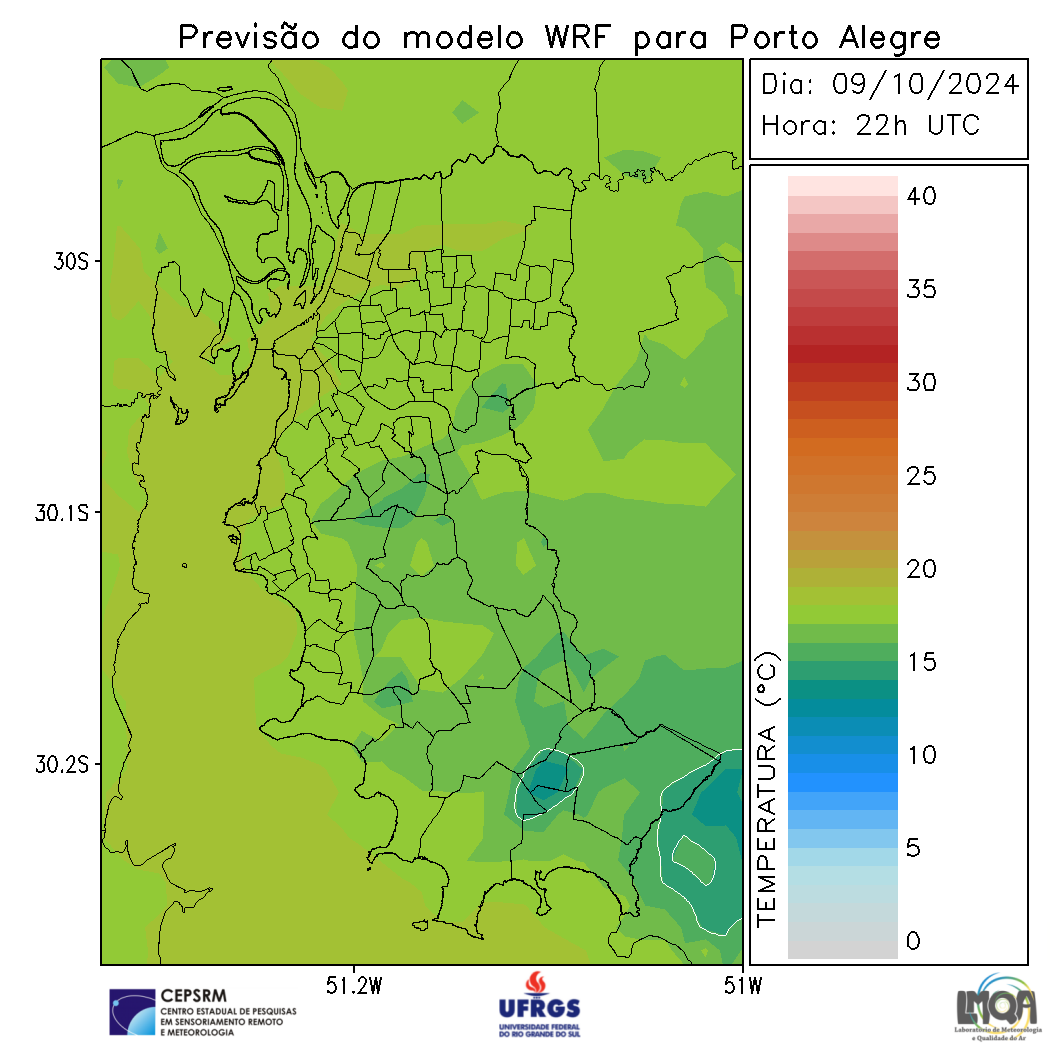 Previsão do modelo WRF para Porto Alegre
Dia: 09/10/2024
Hora: 22h UTC
40
35
30
25
20
15
10
5
0
TEMPERATURA (°C)
30S
30.1S
30.2S
51.2W
51W
CEPSRM
CENTRO ESTADUAL DE PESQUISAS
EM SENSORIAMENTO REMOTO
E METEOROLOGIA
UFRGS
UNIVERSIDADE FEDERAL
DO RIO GRANDE DO SUL
LMQA
Laboratório de Meteorologia
e Qualidade do Ar